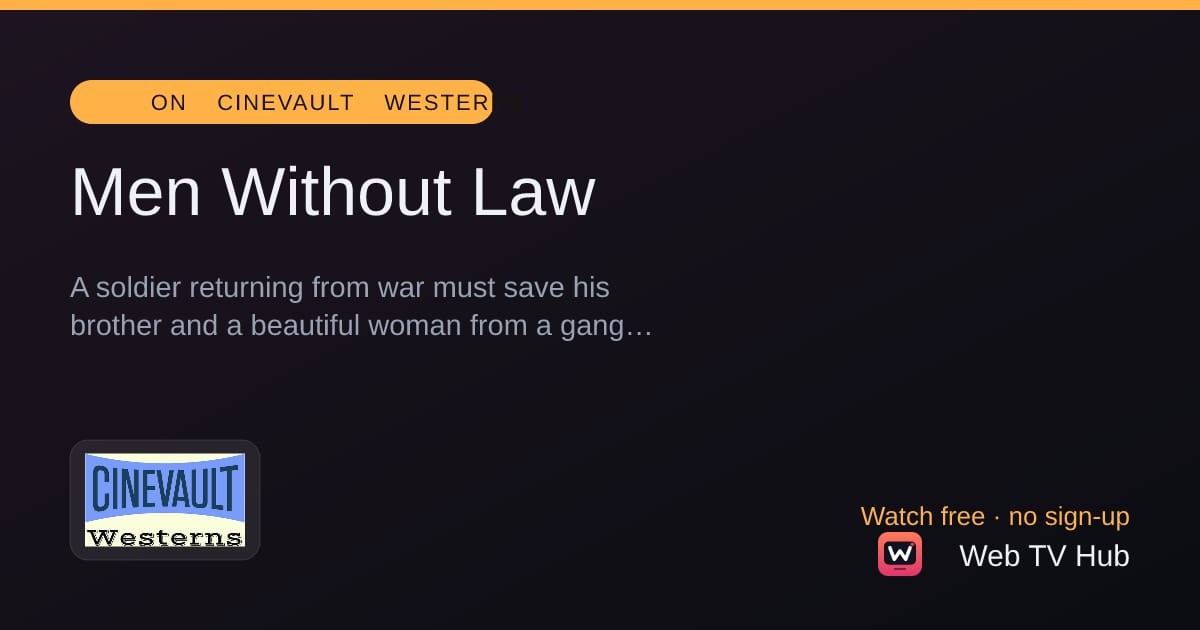 ON CINEVAULT WESTER
Men Without Law
A soldier returning from war must save his
brother and a beautiful woman from a gang…
CINEVAULT
Westerns
Watch free · no sign-up
W
Web TV Hub